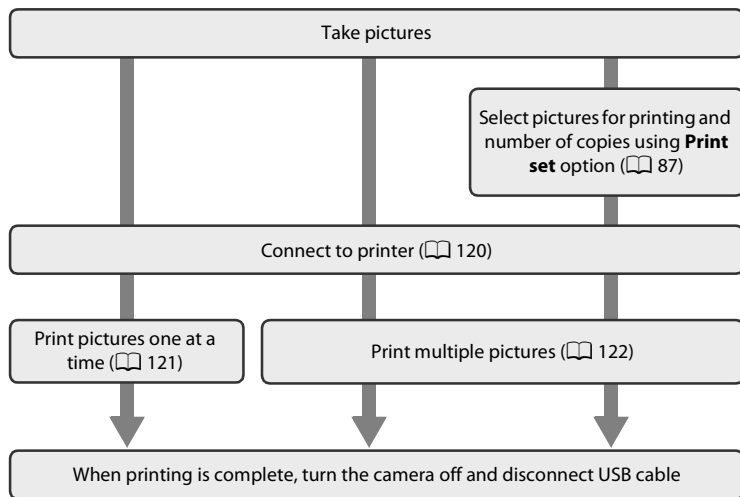 Take pictures
Select pictures for printing and
number of copies using Print
set option (📖 87)
Connect to printer (📖 120)
Print pictures one at a
time (📖 121)
Print multiple pictures (📖 122)
When printing is complete, turn the camera off and disconnect USB cable